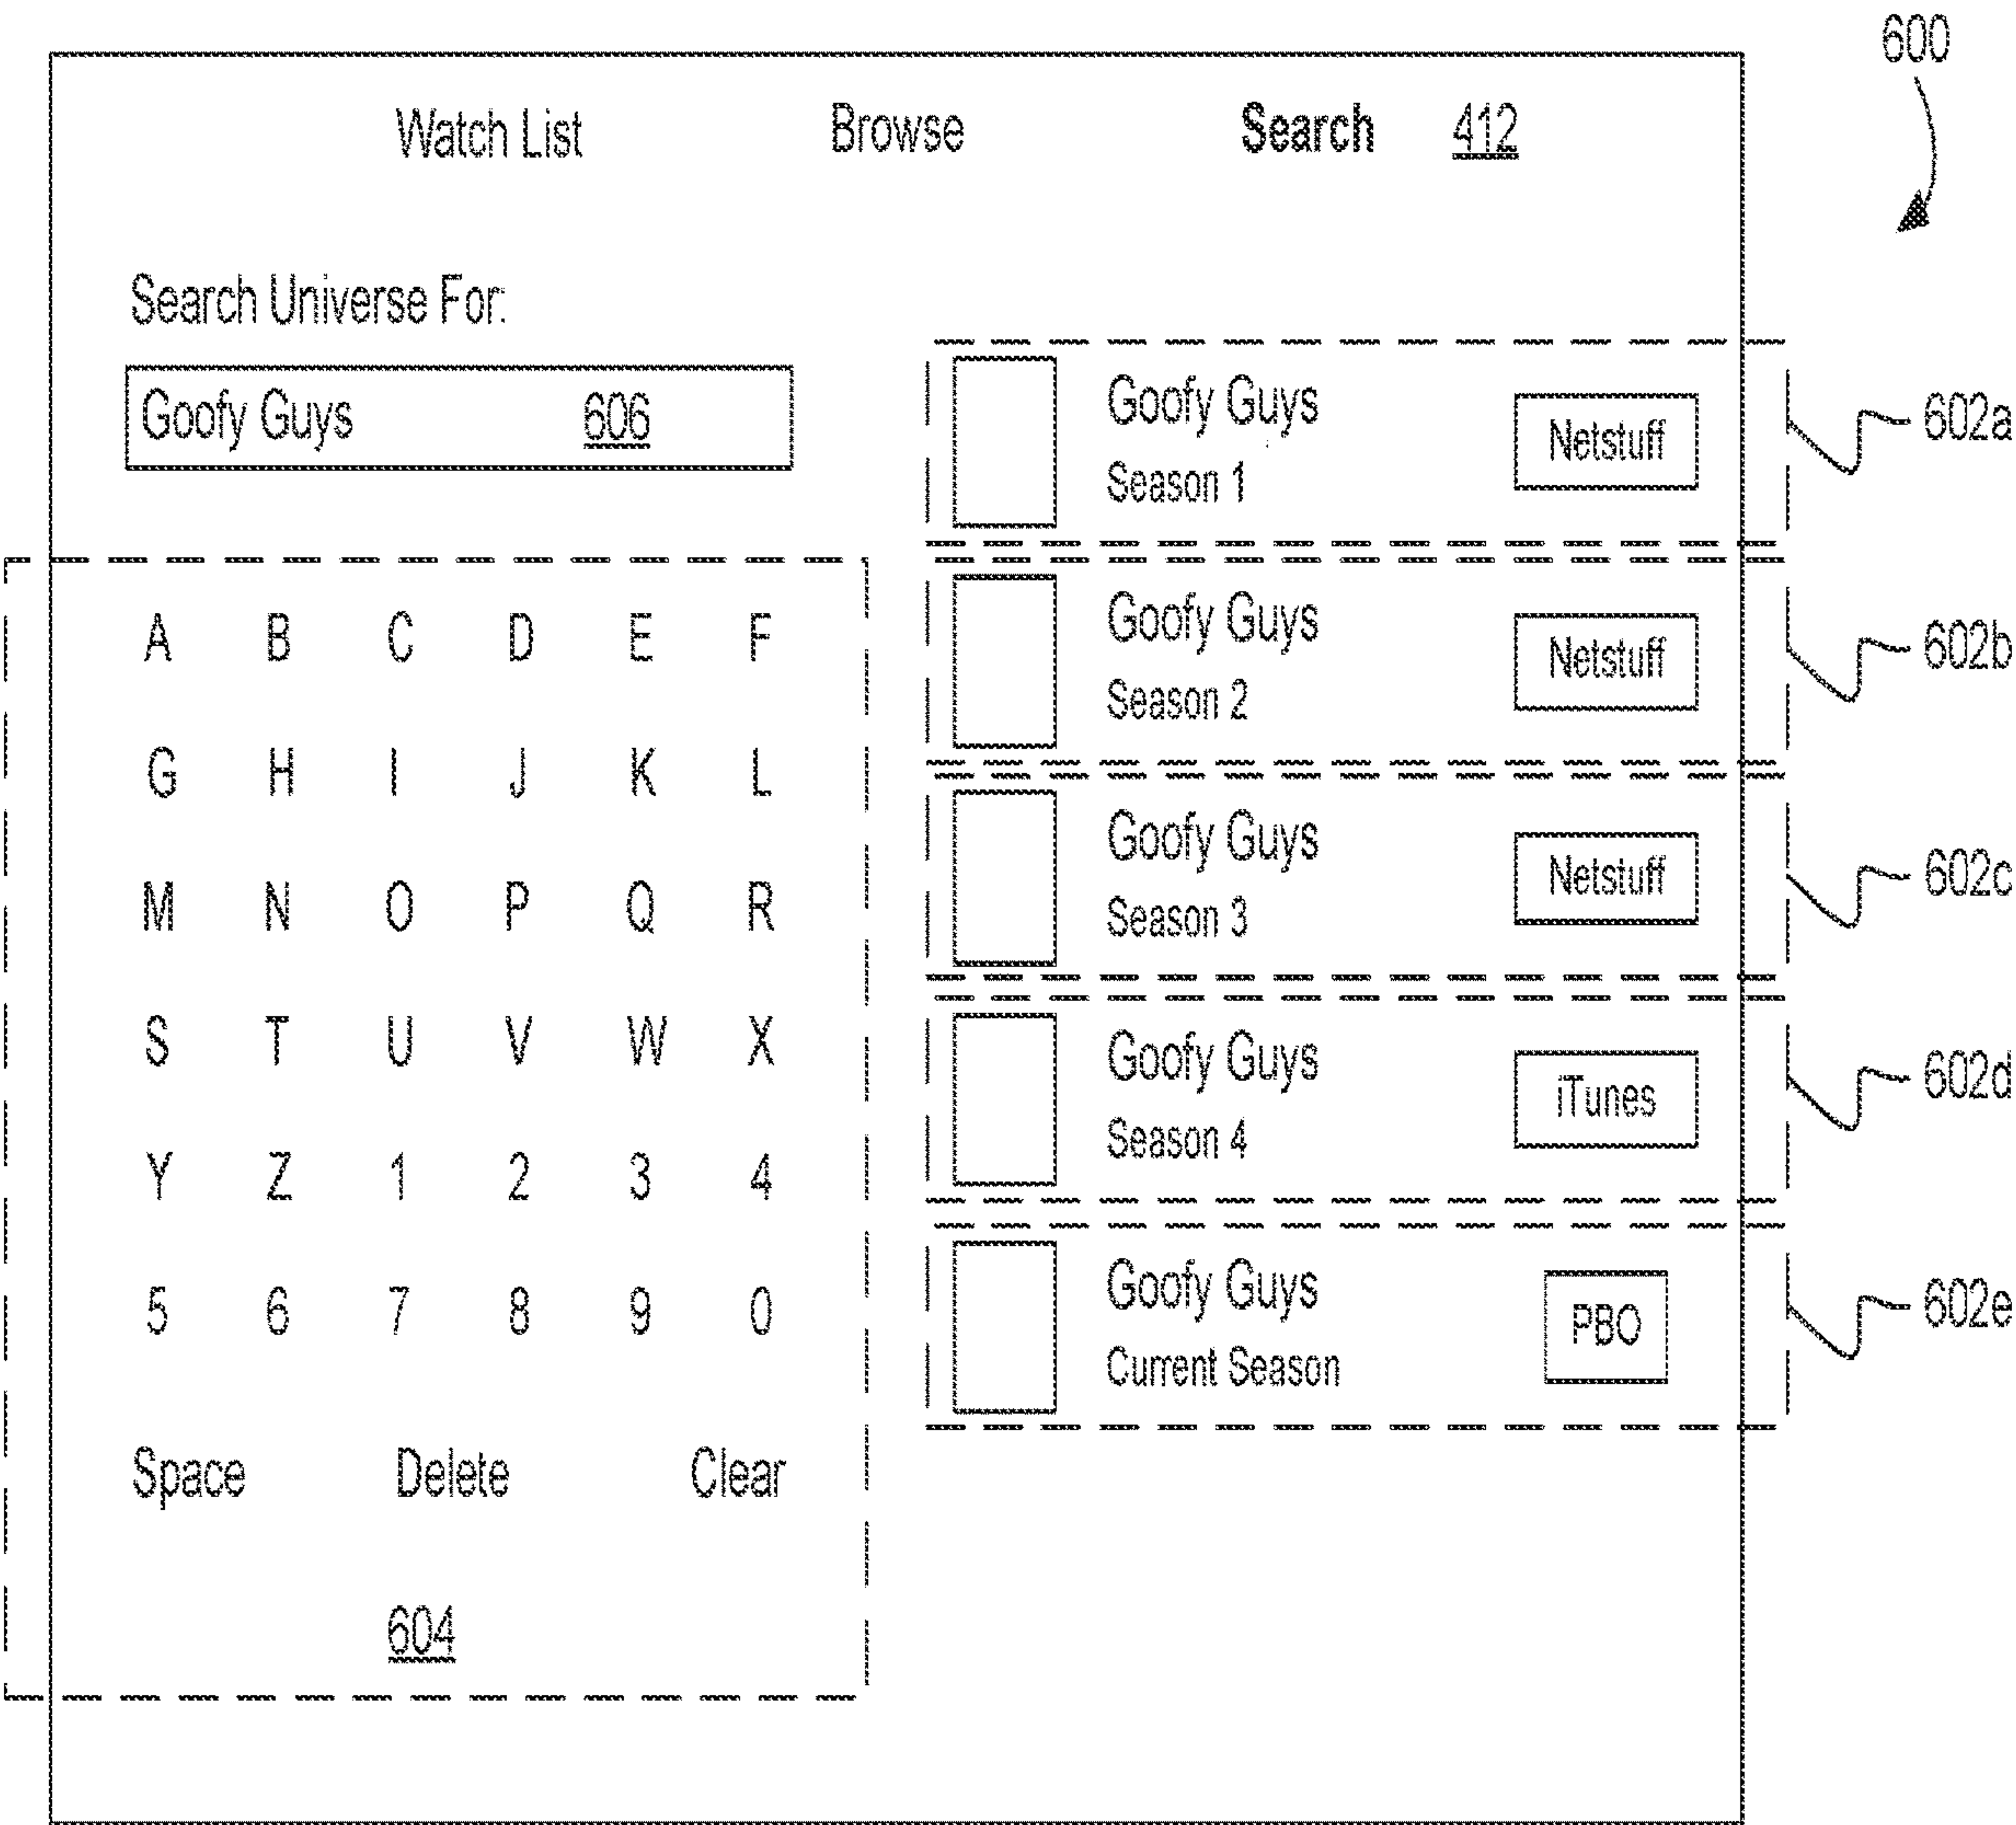 600
Watch List Browse Search 412
Search Universe For:
Goofy Guys 606
A B C D E F
G H I J K L
M N O P Q R
S T U V W X
Y Z 1 2 3 4
5 6 7 8 9 0
Space Delete Clear
604
Goofy Guys
Season 1
Netstuff
602a
Goofy Guys
Season 2
Netstuff
602b
Goofy Guys
Season 3
Netstuff
602c
Goofy Guys
Season 4
iTunes
602d
Goofy Guys
Current Season
PBO
602e